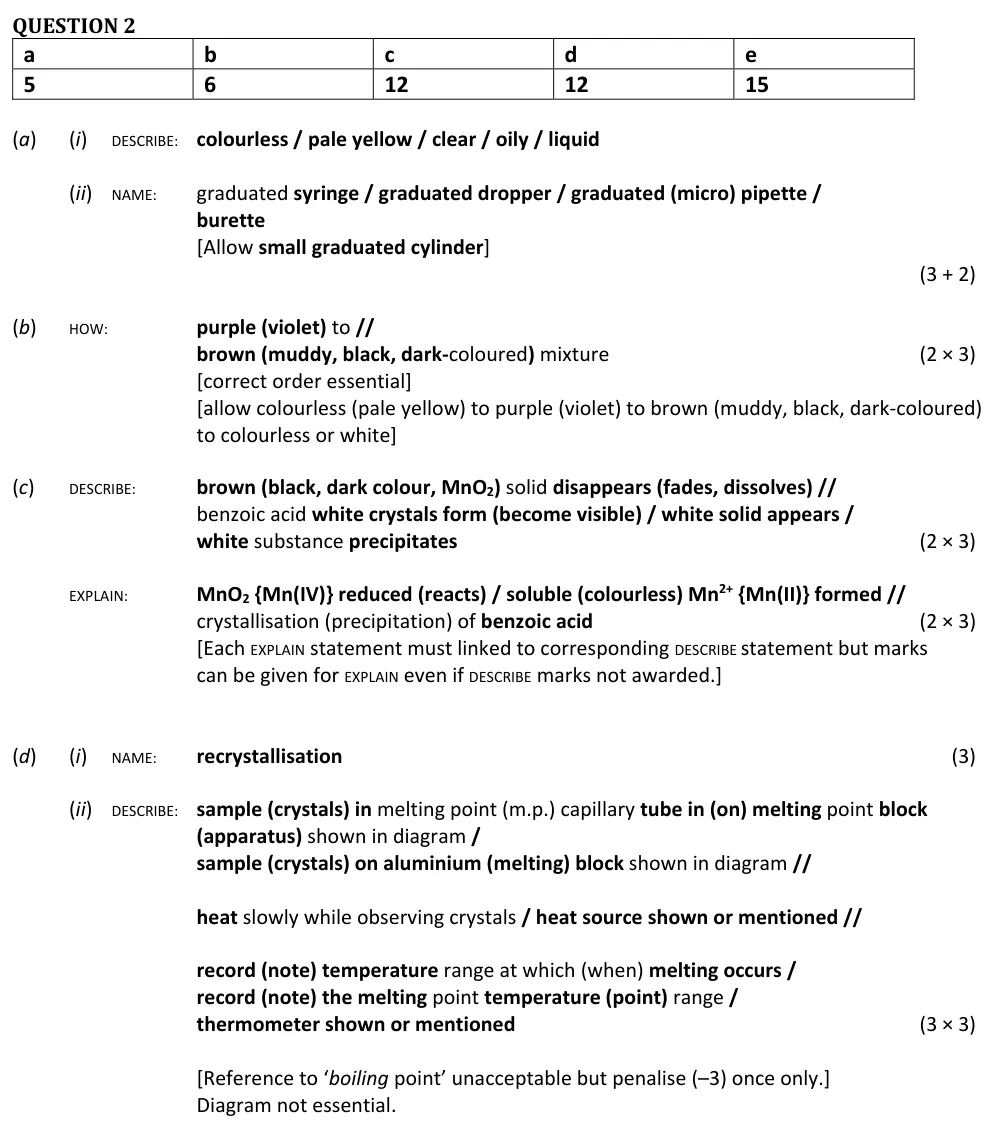 QUESTION 2
a b c d e
5 6 12 12 15
(a) (i) DESCRIBE: colourless / pale yellow / clear / oily / liquid
(ii) NAME: graduated syringe / graduated dropper / graduated (micro) pipette /
burette
[Allow small graduated cylinder]
(3 + 2)
(b) HOW: purple (violet) to //
brown (muddy, black, dark-coloured) mixture (2 × 3)
[correct order essential]
[allow colourless (pale yellow) to purple (violet) to brown (muddy, black, dark-coloured)
to colourless or white]
(c) DESCRIBE: brown (black, dark colour, MnO₂) solid disappears (fades, dissolves) //
benzoic acid white crystals form (become visible) / white solid appears /
white substance precipitates (2 × 3)
EXPLAIN: MnO₂ {Mn(IV)} reduced (reacts) / soluble (colourless) Mn²⁺ {Mn(II)} formed //
crystallisation (precipitation) of benzoic acid (2 × 3)
[Each EXPLAIN statement must linked to corresponding DESCRIBE statement but marks
can be given for EXPLAIN even if DESCRIBE marks not awarded.]
(d) (i) NAME: recrystallisation (3)
(ii) DESCRIBE: sample (crystals) in melting point (m.p.) capillary tube in (on) melting point block
(apparatus) shown in diagram /
sample (crystals) on aluminium (melting) block shown in diagram //
heat slowly while observing crystals / heat source shown or mentioned //
record (note) temperature range at which (when) melting occurs /
record (note) the melting point temperature (point) range /
thermometer shown or mentioned (3 × 3)
[Reference to ‘boiling point’ unacceptable but penalise (–3) once only.]
Diagram not essential.